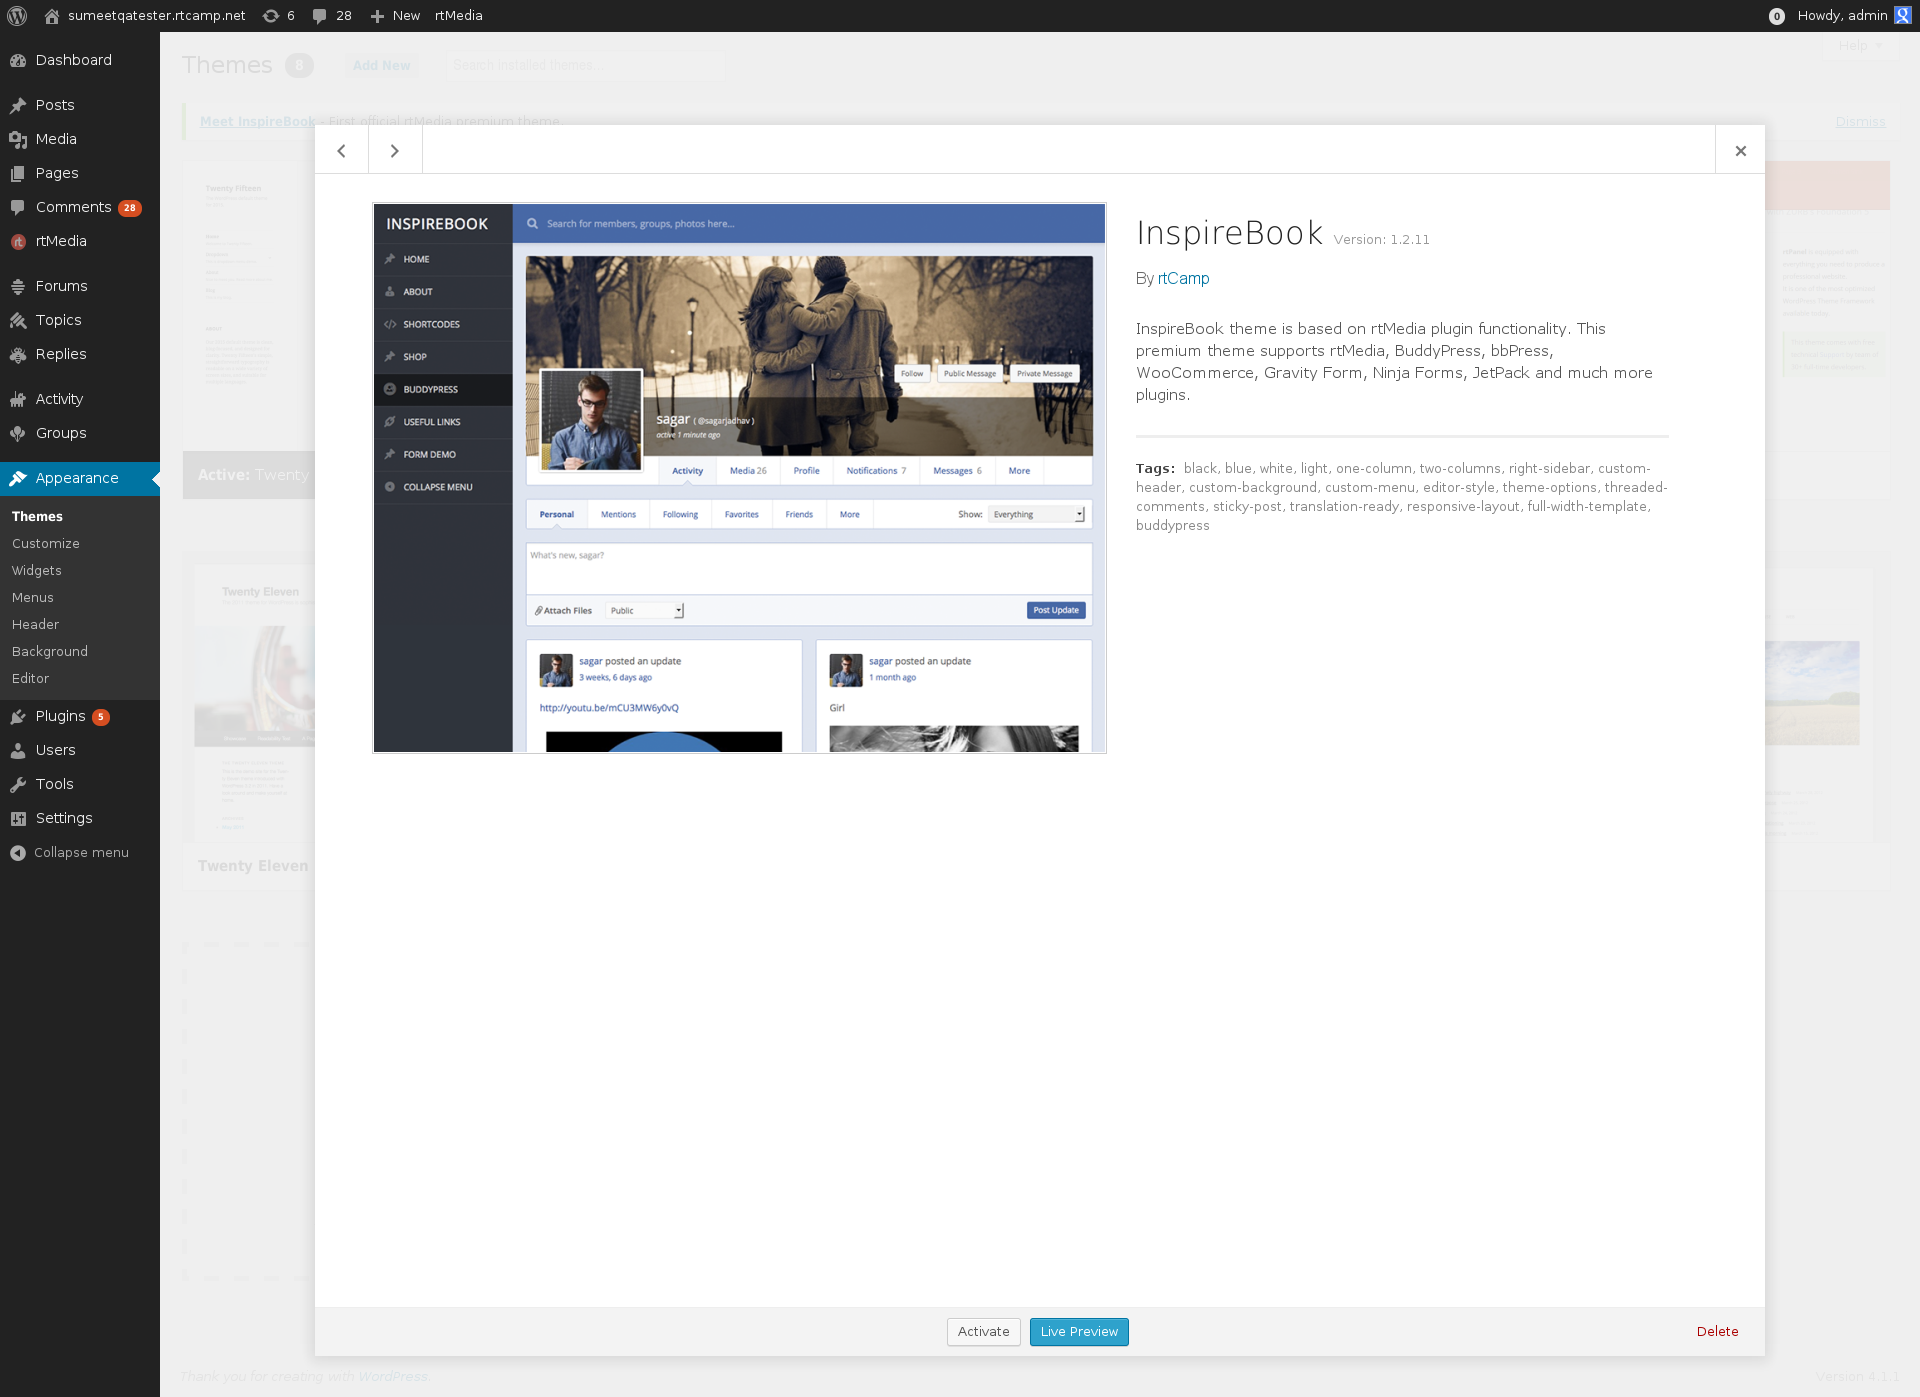 sumeetqatester.rtcamp.net 6 28 New rtMedia
0 Howdy, admin
Dashboard
Posts
Media
Pages
Comments 28
rtMedia
Forums
Topics
Replies
Activity
Groups
Appearance
Themes
Customize
Widgets
Menus
Header
Background
Editor
Plugins 5
Users
Tools
Settings
Collapse menu
Themes 8 Add New Search installed themes...
Help
Meet InspireBook - First official rtMedia premium theme
Dismiss
Twenty Fifteen
Active: Twenty
Twenty Eleven
Twenty Eleven
INSPIREBOOK
Search for members, groups, photos here...
HOME
ABOUT
SHORTCODES
SHOP
BUDDYPRESS
USEFUL LINKS
FORM DEMO
COLLAPSE MENU
Follow Public Message Private Message
sagar ( @sagarjadhav )
active 1 minute ago
Activity Media 26 Profile Notifications 7 Messages 6 More
Personal Mentions Following Favorites Friends More Show: Everything
What's new, sagar?
Attach Files Public Post Update
sagar posted an update
3 weeks, 6 days ago
http://youtu.be/mCU3MW6y0vQ
sagar posted an update
1 month ago
Girl
InspireBook Version: 1.2.11
By rtCamp
InspireBook theme is based on rtMedia plugin functionality. This
premium theme supports rtMedia, BuddyPress, bbPress,
WooCommerce, Gravity Form, Ninja Forms, JetPack and much more
plugins.
Tags: black, blue, white, light, one-column, two-columns, right-sidebar, custom-
header, custom-background, custom-menu, editor-style, theme-options, threaded-
comments, sticky-post, translation-ready, responsive-layout, full-width-template,
buddypress
Activate Live Preview Delete
Thank you for creating with WordPress.
Version 4.1.1